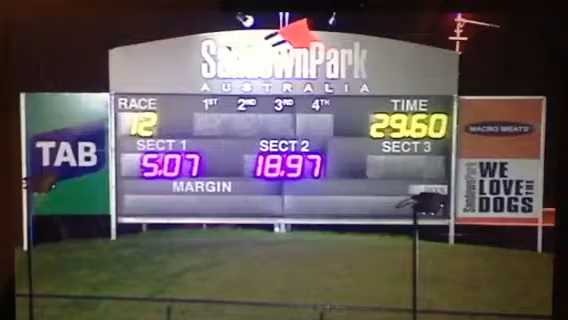 SandownPark
AUSTRALIA
RACE 1ST 2ND 3RD 4TH TIME
12 29.60
SECT 1 SECT 2 SECT 3
5.07 18.97
MARGIN
TAB
MACRO MEATS
SandownPark
WE
LOVE THE
DOGS